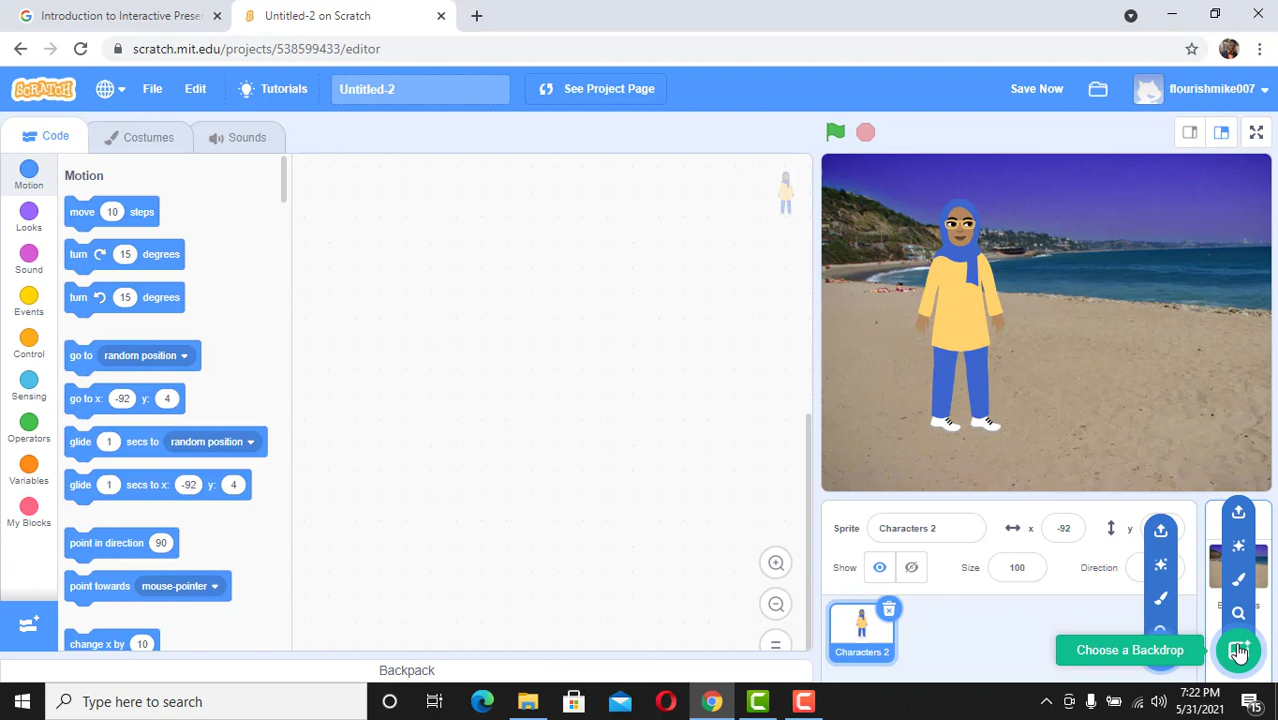 Introduction to Interactive Prese
Untitled-2 on Scratch
scratch.mit.edu/projects/538599433/editor
SCRATCH
File
Edit
Tutorials
Untitled-2
See Project Page
Save Now
flourishmike007
Code
Costumes
Sounds
Motion
Looks
Sound
Events
Control
Sensing
Operators
Variables
My Blocks
Motion
move 10 steps
turn 15 degrees
turn 15 degrees
go to random position
go to x: -92 y: 4
glide 1 secs to random position
glide 1 secs to x: -92 y: 4
point in direction 90
point towards mouse-pointer
change x by 10
Sprite Characters 2 x -92 y
Show Size 100 Direction
Characters 2
Choose a Backdrop
Backpack
Type here to search
7:22 PM
5/31/2021
15